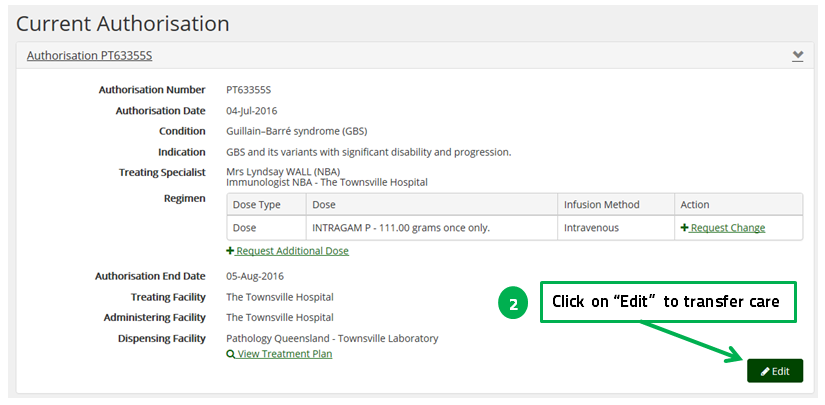 Current Authorisation
Authorisation PT63355S
Authorisation Number PT63355S
Authorisation Date 04-Jul-2016
Condition Guillain–Barré syndrome (GBS)
Indication GBS and its variants with significant disability and progression.
Treating Specialist Mrs Lyndsay WALL (NBA)
Immunologist NBA - The Townsville Hospital
Regimen
Dose Type Dose Infusion Method Action
Dose INTRAGAM P - 111.00 grams once only. Intravenous Request Change
Request Additional Dose
Authorisation End Date 05-Aug-2016
Treating Facility The Townsville Hospital
Administering Facility The Townsville Hospital
Dispensing Facility Pathology Queensland - Townsville Laboratory
View Treatment Plan
2 Click on “Edit” to transfer care
Edit